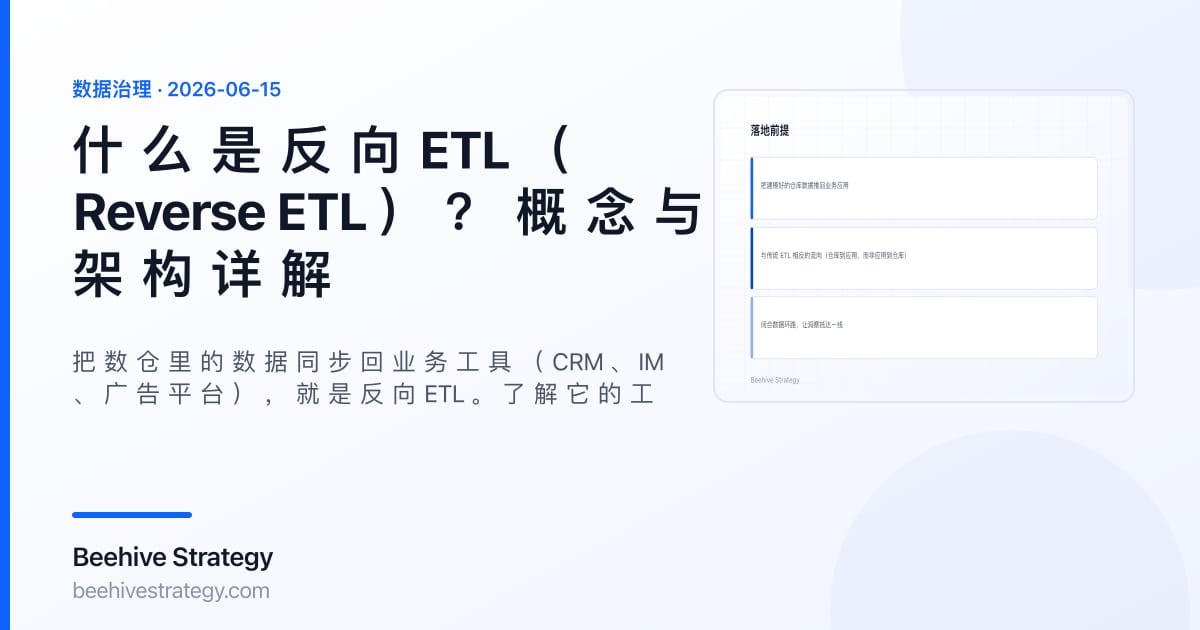 数据治理 · 2026-06-15
什么是反向 ETL（
Reverse ETL）？概念与
架构详解
把数仓里的数据同步回业务工具（CRM、IM
、广告平台），就是反向 ETL。了解它的工
Beehive Strategy
beehivestrategy.com
落地前提
把建模好的仓库数据推回业务应用
与传统 ETL 相反的流向（仓库到应用，而非应用到仓库）
闭合数据环路，让洞察抵达一线
Beehive Strategy